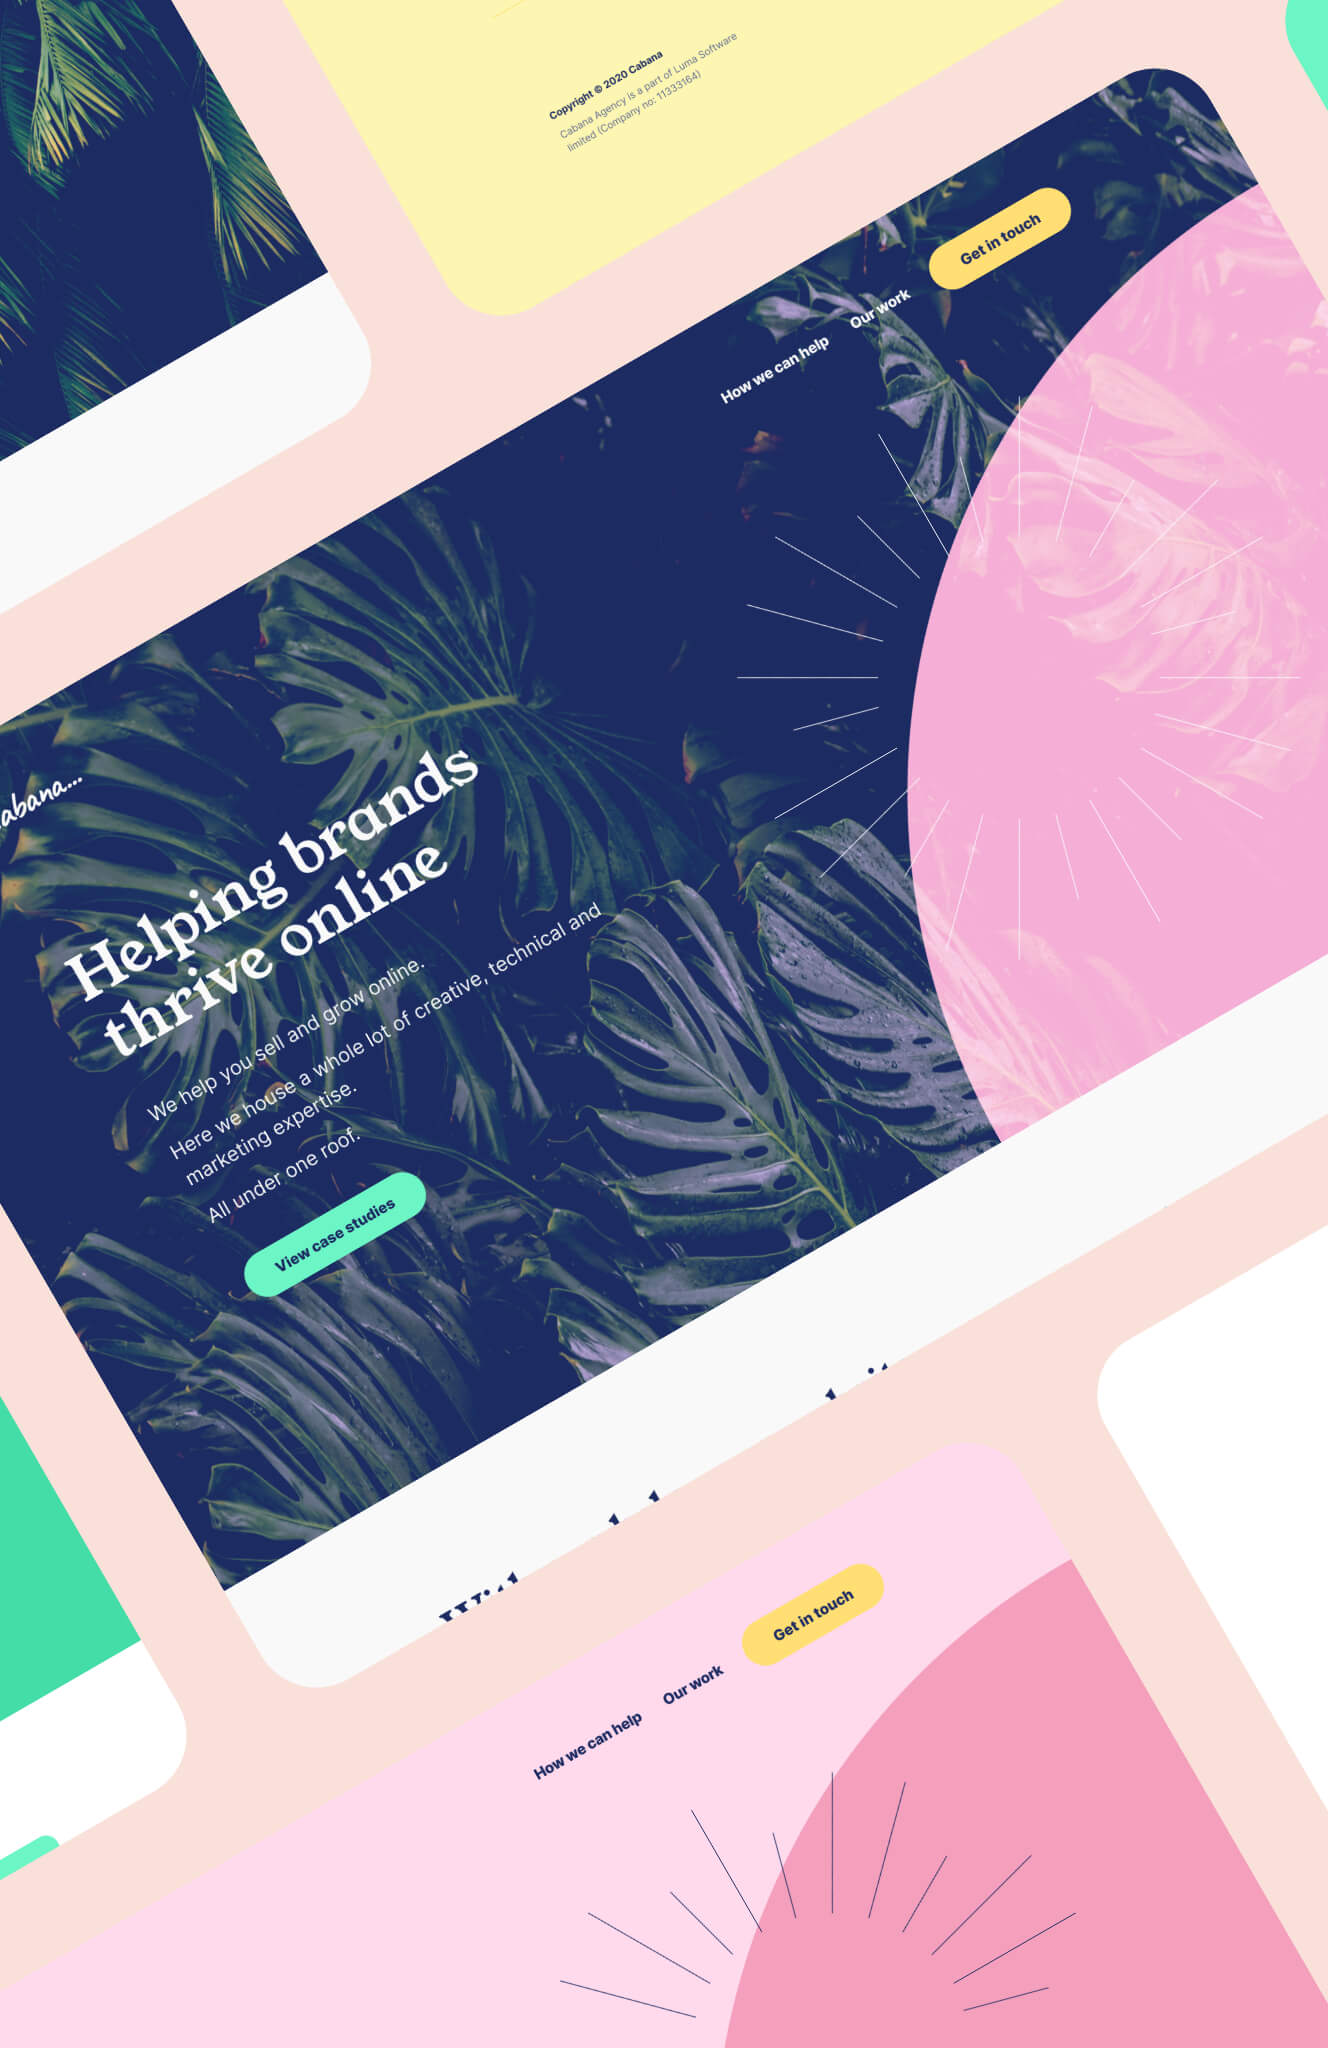 Copyright © 2020 Cabana
Cabana Agency is a part of Luma Software
limited (Company no: 11333164)
Get in touch
Our work
How we can help
Helping brands
thrive online
We help you sell and grow online.
Here we house a whole lot of creative, technical and
marketing expertise.
All under one roof.
View case studies
Get in touch
Our work
How we can help